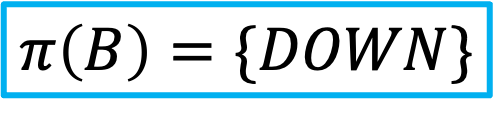 π(B) = {DOWN}